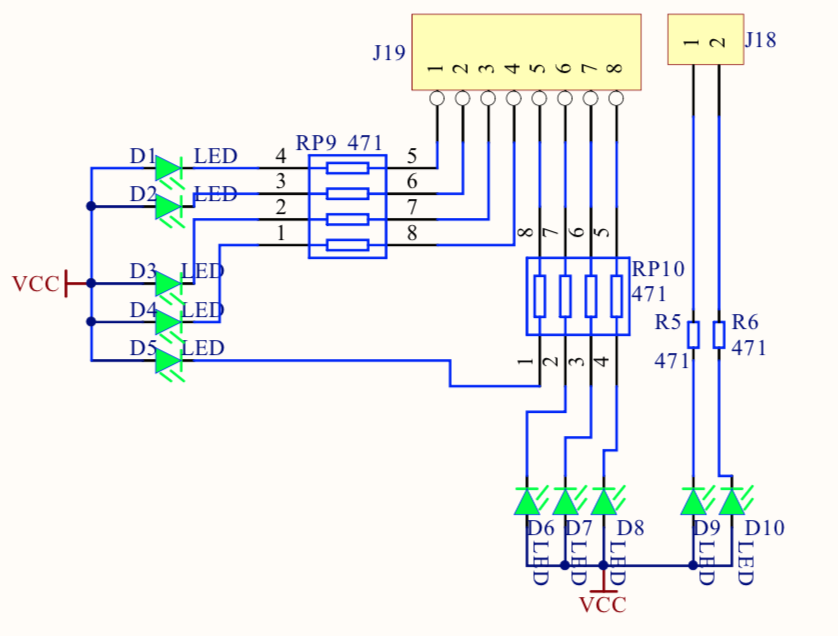 J19
1 2 3 4 5 6 7 8
1 2
J18
RP9 471
D1 LED 4 5
D2 LED 3 6
2 7
1 8
8 7 6 5
VCC
D3 LED
RP10
471
D4 LED
R5
471
R6
471
D5 LED
1 2 3 4
D6 D7 D8 D9 D10
LED LED LED LED LED
VCC